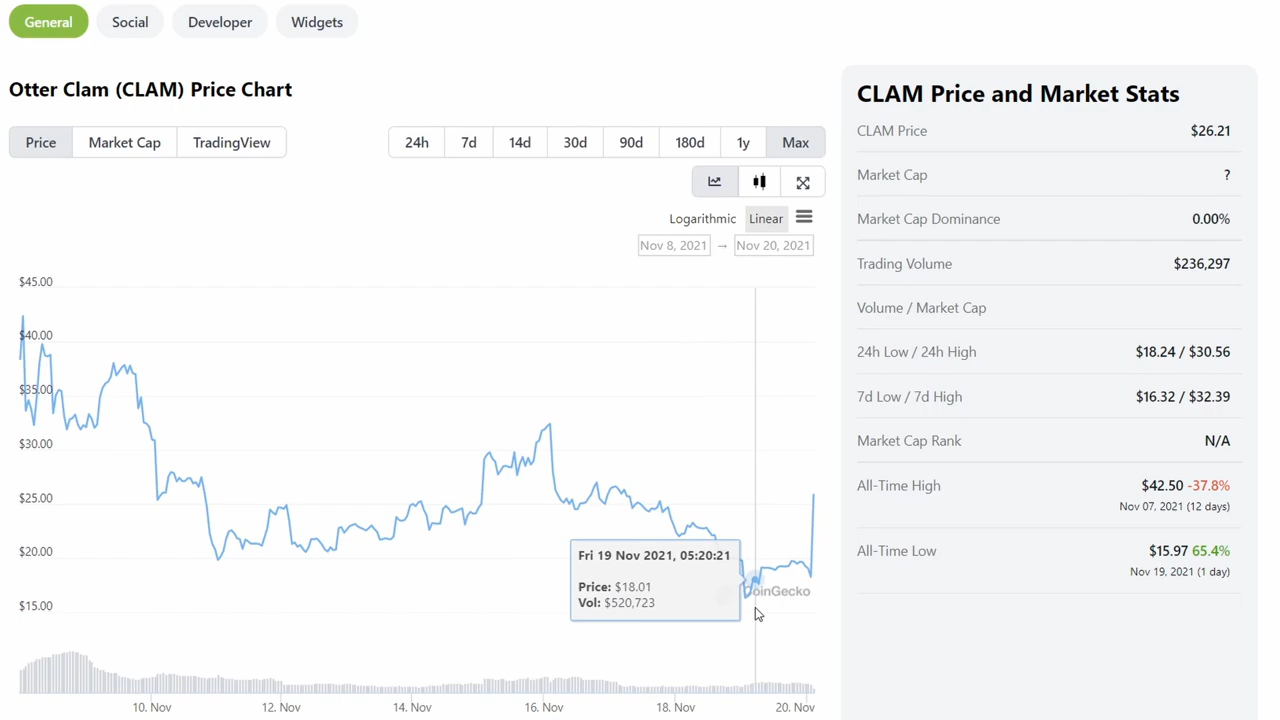 General Social Developer Widgets
Otter Clam (CLAM) Price Chart
Price Market Cap TradingView 24h 7d 14d 30d 90d 180d 1y Max
Logarithmic Linear
Nov 8, 2021 → Nov 20, 2021
$45.00
$40.00
$35.00
$30.00
$25.00
$20.00
$15.00
Fri 19 Nov 2021, 05:20:21
Price: $18.01
Vol: $520,723
CoinGecko
10. Nov 12. Nov 14. Nov 16. Nov 18. Nov 20. Nov
CLAM Price and Market Stats
CLAM Price $26.21
Market Cap ?
Market Cap Dominance 0.00%
Trading Volume $236,297
Volume / Market Cap
24h Low / 24h High $18.24 / $30.56
7d Low / 7d High $16.32 / $32.39
Market Cap Rank N/A
All-Time High $42.50 -37.8%
Nov 07, 2021 (12 days)
All-Time Low $15.97 65.4%
Nov 19, 2021 (1 day)